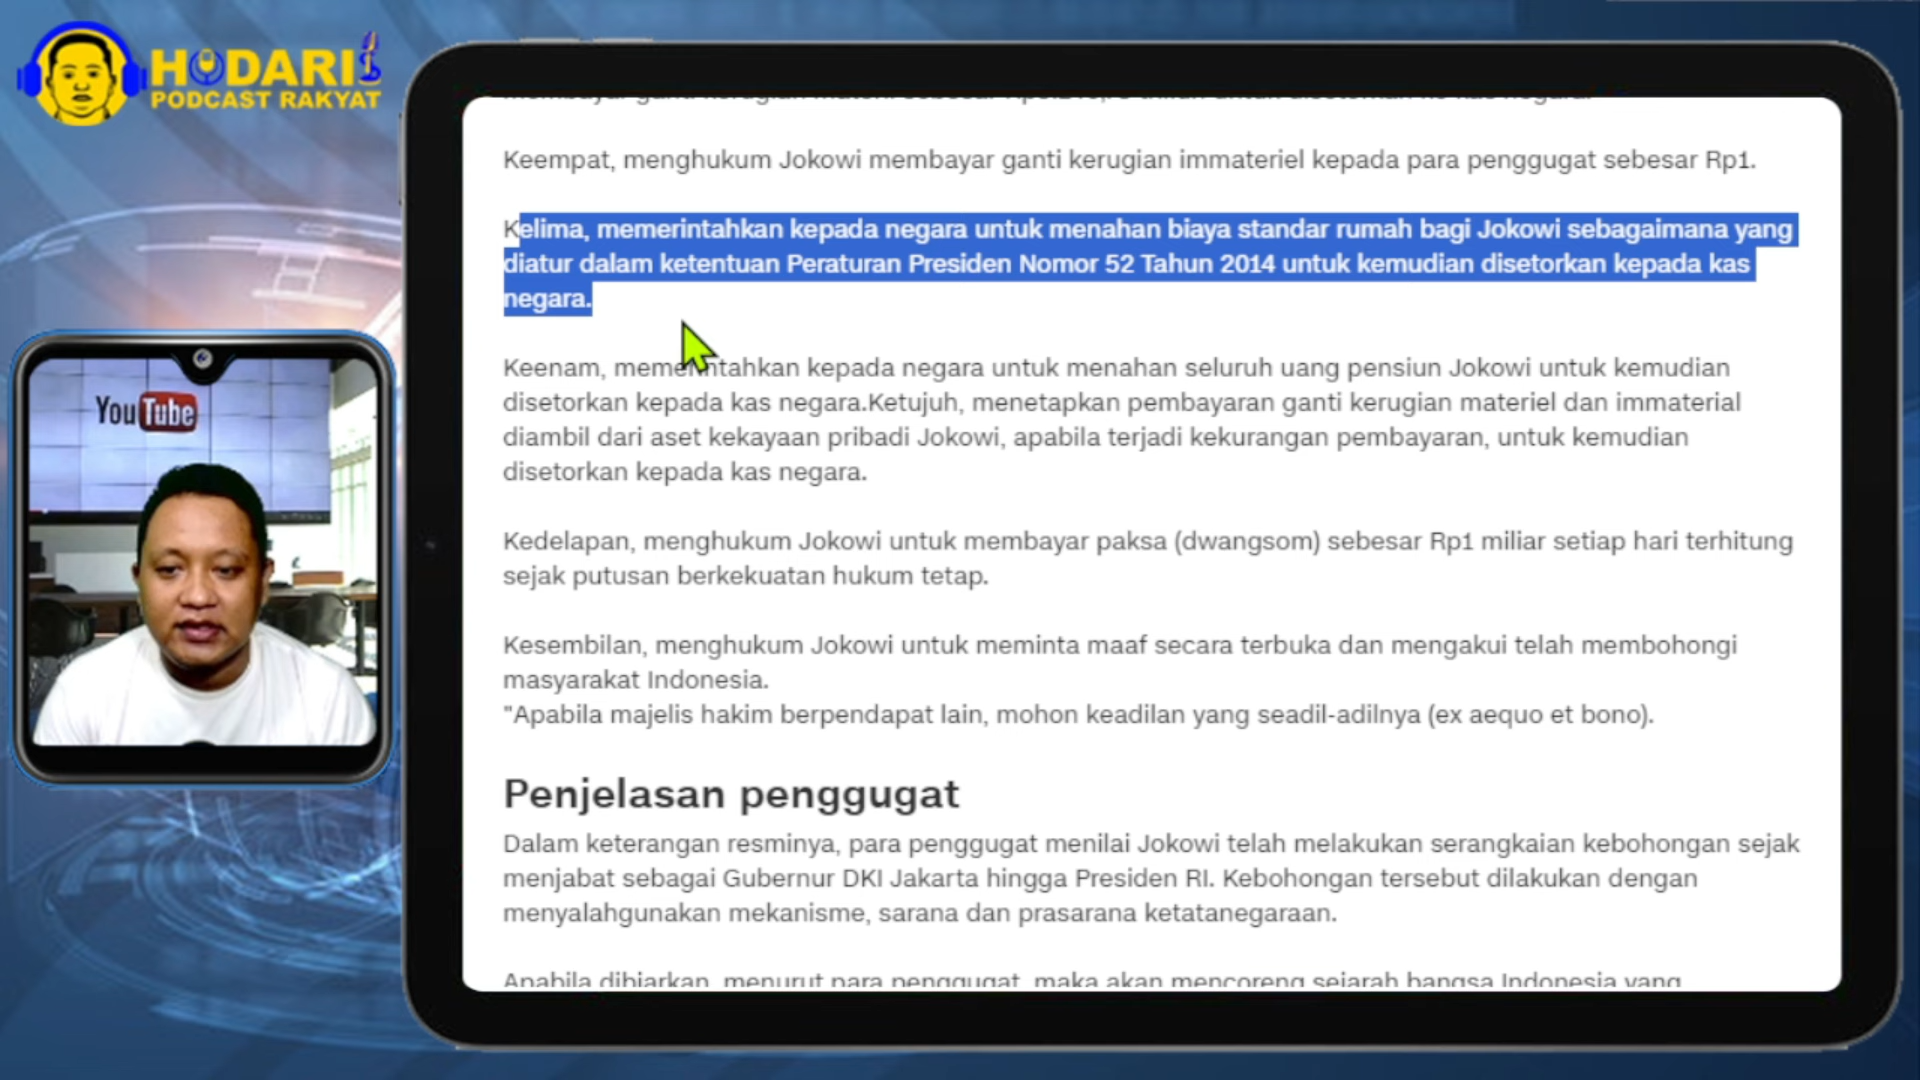 HODARI
PODCAST RAKYAT
YouTube
Keempat, menghukum Jokowi membayar ganti kerugian immateriel kepada para penggugat sebesar Rp1.
Kelima, memerintahkan kepada negara untuk menahan biaya standar rumah bagi Jokowi sebagaimana yang
diatur dalam ketentuan Peraturan Presiden Nomor 52 Tahun 2014 untuk kemudian disetorkan kepada kas
negara.
Keenam, memerintahkan kepada negara untuk menahan seluruh uang pensiun Jokowi untuk kemudian
disetorkan kepada kas negara.Ketujuh, menetapkan pembayaran ganti kerugian materiel dan immaterial
diambil dari aset kekayaan pribadi Jokowi, apabila terjadi kekurangan pembayaran, untuk kemudian
disetorkan kepada kas negara.
Kedelapan, menghukum Jokowi untuk membayar paksa (dwangsom) sebesar Rp1 miliar setiap hari terhitung
sejak putusan berkekuatan hukum tetap.
Kesembilan, menghukum Jokowi untuk meminta maaf secara terbuka dan mengakui telah membohongi
masyarakat Indonesia.
"Apabila majelis hakim berpendapat lain, mohon keadilan yang seadil-adilnya (ex aequo et bono).
Penjelasan penggugat
Dalam keterangan resminya, para penggugat menilai Jokowi telah melakukan serangkaian kebohongan sejak
menjabat sebagai Gubernur DKI Jakarta hingga Presiden RI. Kebohongan tersebut dilakukan dengan
menyalahgunakan mekanisme, sarana dan prasarana ketatanegaraan.
Apabila dibiarkan, menurut para penggugat, maka akan mencoreng sejarah bangsa Indonesia yang